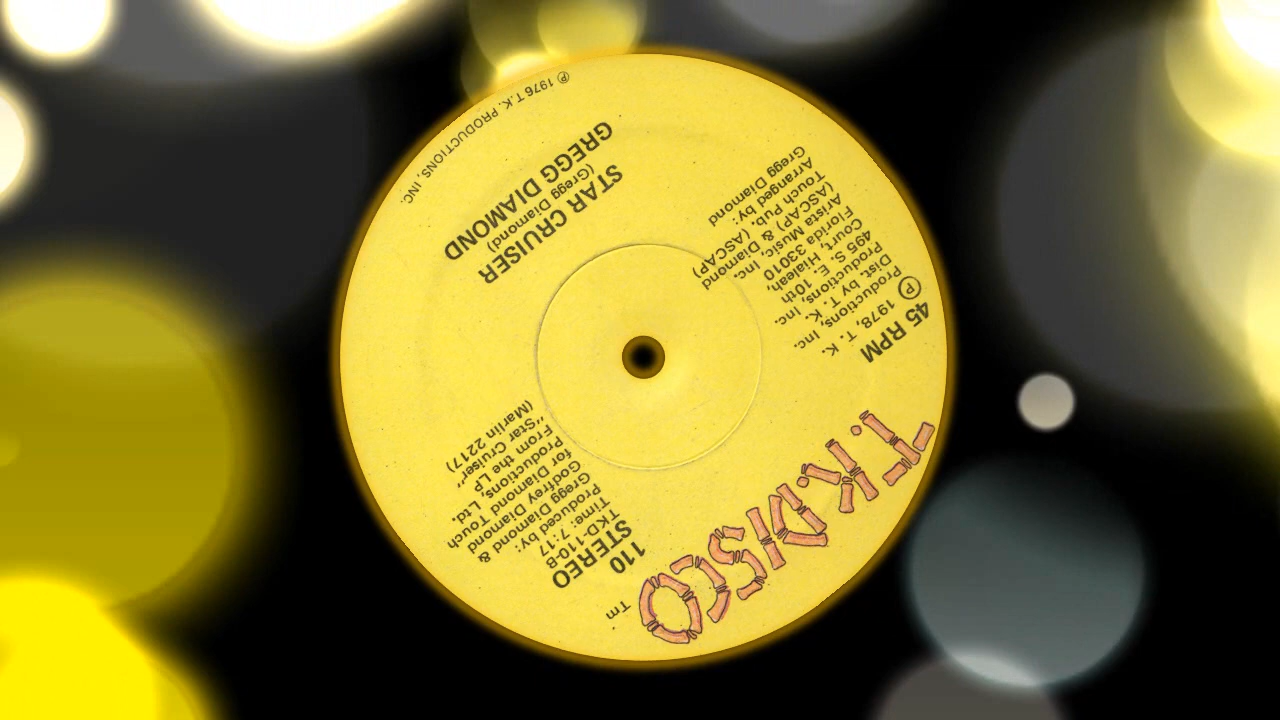 T.K. DISCO
Tm
45 RPM
℗ 1978, T. K.
Productions, Inc.
Dist. by T. K.
Productions, Inc.
495 S. E. 10th
Court, Hialeah,
Florida 33010
Arista Music, Inc.
(ASCAP) & Diamond
Touch Pub. (ASCAP)
Arranged by:
Gregg Diamond
110
STEREO
TKD-110-B
Time: 7:17
Produced by:
Gregg Diamond &
Godfrey Diamond
for Diamond Touch
Productions, Ltd.
From the LP
"Star Cruiser"
(Marlin 2217)
STAR CRUISER
(Gregg Diamond)
GREGG DIAMOND
℗ 1976 T.K. PRODUCTIONS, INC.